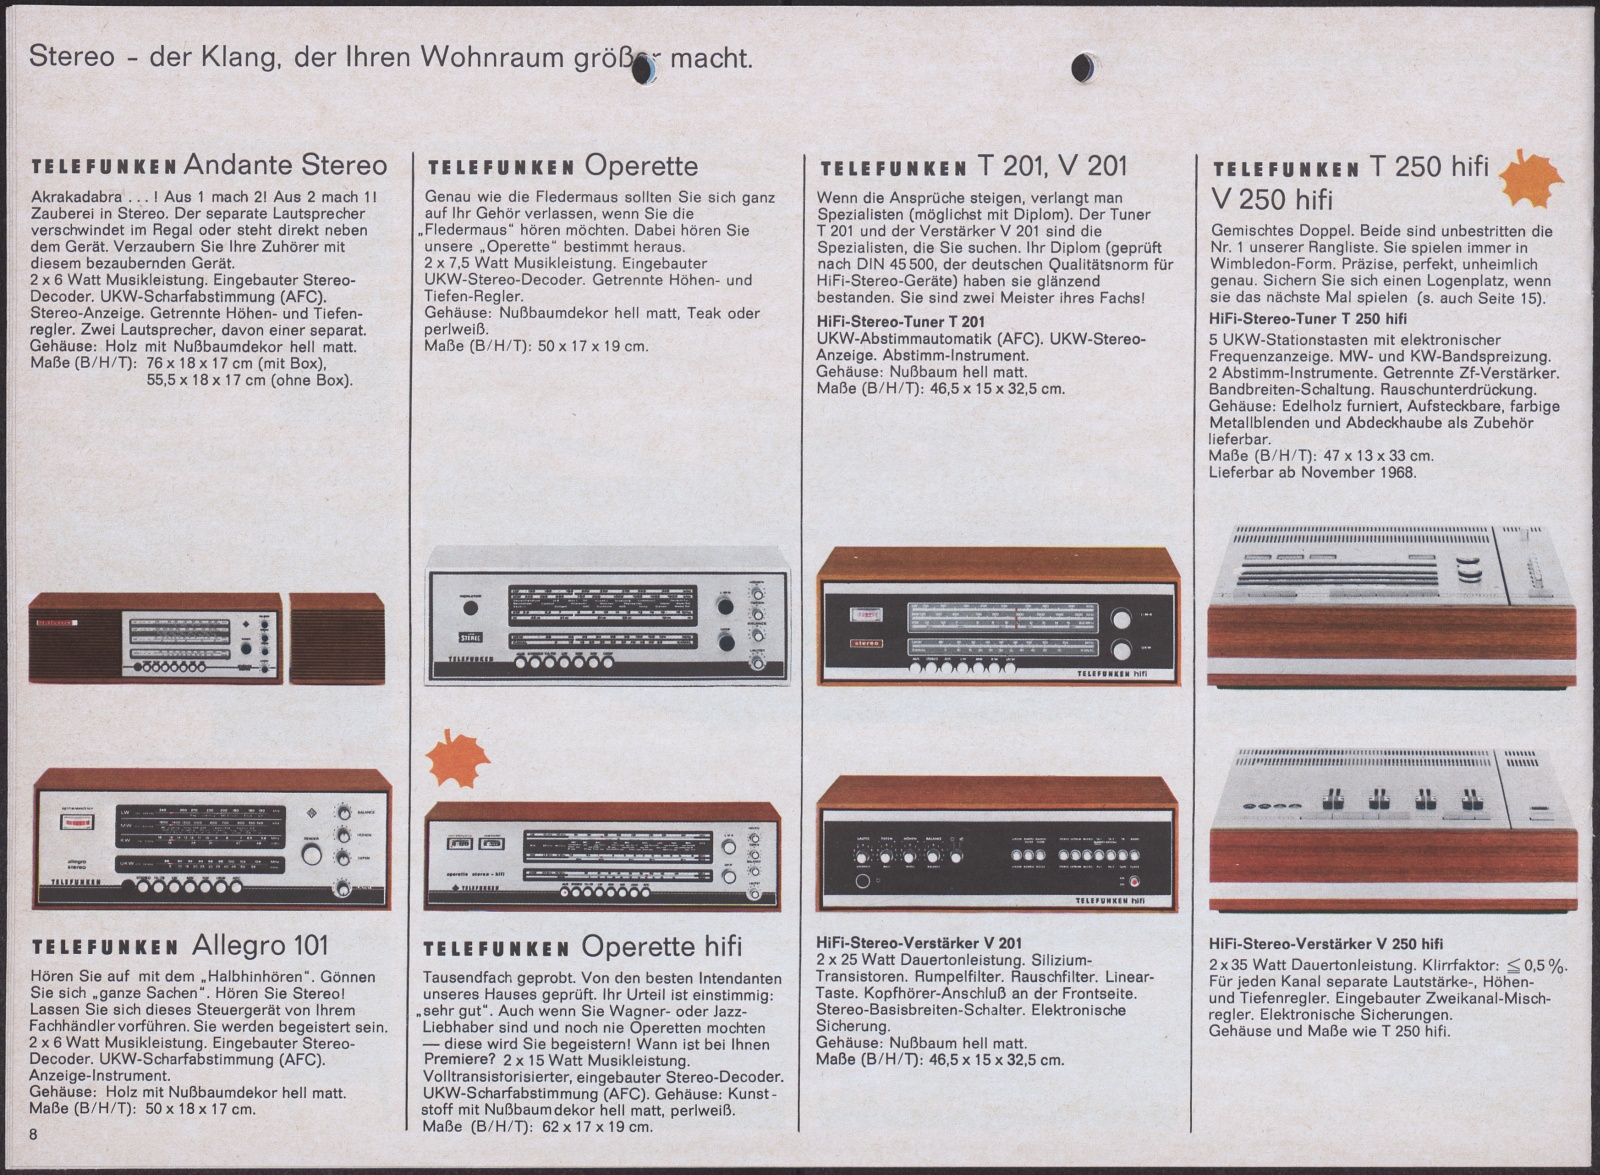 Stereo – der Klang, der Ihren Wohnraum größer macht.
TELEFUNKEN Andante Stereo
Akrakadabra . . . ! Aus 1 mach 2! Aus 2 mach 1!
Zauberei in Stereo. Der separate Lautsprecher
verschwindet im Regal oder steht direkt neben
dem Gerät. Verzaubern Sie Ihre Zuhörer mit
diesem bezaubernden Gerät.
2 x 6 Watt Musikleistung. Eingebauter Stereo-
Decoder. UKW-Scharfabstimmung (AFC).
Stereo-Anzeige. Getrennte Höhen- und Tiefen-
regler. Zwei Lautsprecher, davon einer separat.
Gehäuse: Holz mit Nußbaumdekor hell matt.
Maße (B/H/T): 76 x 18 x 17 cm (mit Box),
55,5 x 18 x 17 cm (ohne Box).
TELEFUNKEN Allegro 101
Hören Sie auf mit dem „Halbhinhören“. Gönnen
Sie sich „ganze Sachen“. Hören Sie Stereo!
Lassen Sie sich dieses Steuergerät von Ihrem
Fachhändler vorführen. Sie werden begeistert sein.
2 x 6 Watt Musikleistung. Eingebauter Stereo-
Decoder. UKW-Scharfabstimmung (AFC).
Anzeige-Instrument.
Gehäuse: Holz mit Nußbaumdekor hell matt.
Maße (B/H/T): 50 x 18 x 17 cm.
8
TELEFUNKEN Operette
Genau wie die Fledermaus sollten Sie sich ganz
auf Ihr Gehör verlassen, wenn Sie die
„Fledermaus“ hören möchten. Dabei hören Sie
unsere „Operette“ bestimmt heraus.
2 x 7,5 Watt Musikleistung. Eingebauter
UKW-Stereo-Decoder. Getrennte Höhen- und
Tiefen-Regler.
Gehäuse: Nußbaumdekor hell matt, Teak oder
perlweiß.
Maße (B/H/T): 50 x 17 x 19 cm.
STEREO
TELEFUNKEN
TELEFUNKEN Operette hifi
Tausendfach geprobt. Von den besten Intendanten
unseres Hauses geprüft. Ihr Urteil ist einstimmig:
„sehr gut“. Auch wenn Sie Wagner- oder Jazz-
Liebhaber sind und noch nie Operetten mochten
— diese wird Sie begeistern! Wann ist bei Ihnen
Premiere? 2 x 15 Watt Musikleistung.
Volltransistorisierter, eingebauter Stereo-Decoder.
UKW-Scharfabstimmung (AFC). Gehäuse: Kunst-
stoff mit Nußbaumdekor hell matt, perlweiß.
Maße (B/H/T): 62 x 17 x 19 cm.
TELEFUNKEN T 201, V 201
Wenn die Ansprüche steigen, verlangt man
Spezialisten (möglichst mit Diplom). Der Tuner
T 201 und der Verstärker V 201 sind die
Spezialisten, die Sie suchen. Ihr Diplom (geprüft
nach DIN 45 500, der deutschen Qualitätsnorm für
HiFi-Stereo-Geräte) haben sie glänzend
bestanden. Sie sind zwei Meister ihres Fachs!
HiFi-Stereo-Tuner T 201
UKW-Abstimmautomatik (AFC). UKW-Stereo-
Anzeige. Abstimm-Instrument.
Gehäuse: Nußbaum hell matt.
Maße (B/H/T): 46,5 x 15 x 32,5 cm.
stereo
TELEFUNKEN hifi
TELEFUNKEN hifi
HiFi-Stereo-Verstärker V 201
2 x 25 Watt Dauertonleistung. Silizium-
Transistoren. Rumpelfilter. Rauschfilter. Linear-
Taste. Kopfhörer-Anschluß an der Frontseite.
Stereo-Basisbreiten-Schalter. Elektronische
Sicherung.
Gehäuse: Nußbaum hell matt.
Maße (B/H/T): 46,5 x 15 x 32,5 cm.
TELEFUNKEN T 250 hifi
V 250 hifi
Gemischtes Doppel. Beide sind unbestritten die
Nr. 1 unserer Rangliste. Sie spielen immer in
Wimbledon-Form. Präzise, perfekt, unheimlich
genau. Sichern Sie sich einen Logenplatz, wenn
sie das nächste Mal spielen (s. auch Seite 15).
HiFi-Stereo-Tuner T 250 hifi
5 UKW-Stationstasten mit elektronischer
Frequenzanzeige. MW- und KW-Bandspreizung.
2 Abstimm-Instrumente. Getrennte Zf-Verstärker.
Bandbreiten-Schaltung. Rauschunterdrückung.
Gehäuse: Edelholz furniert, Aufsteckbare, farbige
Metallblenden und Abdeckhaube als Zubehör
lieferbar.
Maße (B/H/T): 47 x 13 x 33 cm.
Lieferbar ab November 1968.
HiFi-Stereo-Verstärker V 250 hifi
2 x 35 Watt Dauertonleistung. Klirrfaktor: ≦ 0,5 %.
Für jeden Kanal separate Lautstärke-, Höhen-
und Tiefenregler. Eingebauter Zweikanal-Misch-
regler. Elektronische Sicherungen.
Gehäuse und Maße wie T 250 hifi.